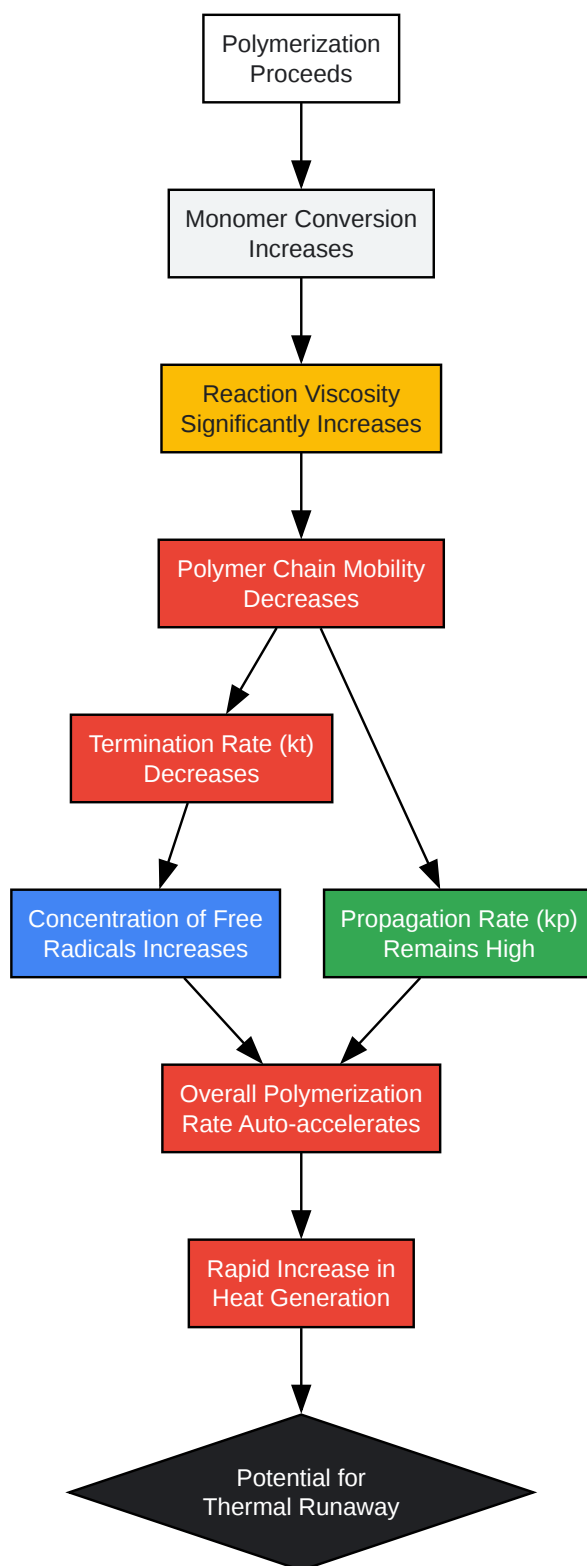 Polymerization
Proceeds
Monomer Conversion
Increases
Reaction Viscosity
Significantly Increases
Polymer Chain Mobility
Decreases
Termination Rate (kt)
Decreases
Concentration of Free
Radicals Increases
Propagation Rate (kp)
Remains High
Overall Polymerization
Rate Auto-accelerates
Rapid Increase in
Heat Generation
Potential for
Thermal Runaway